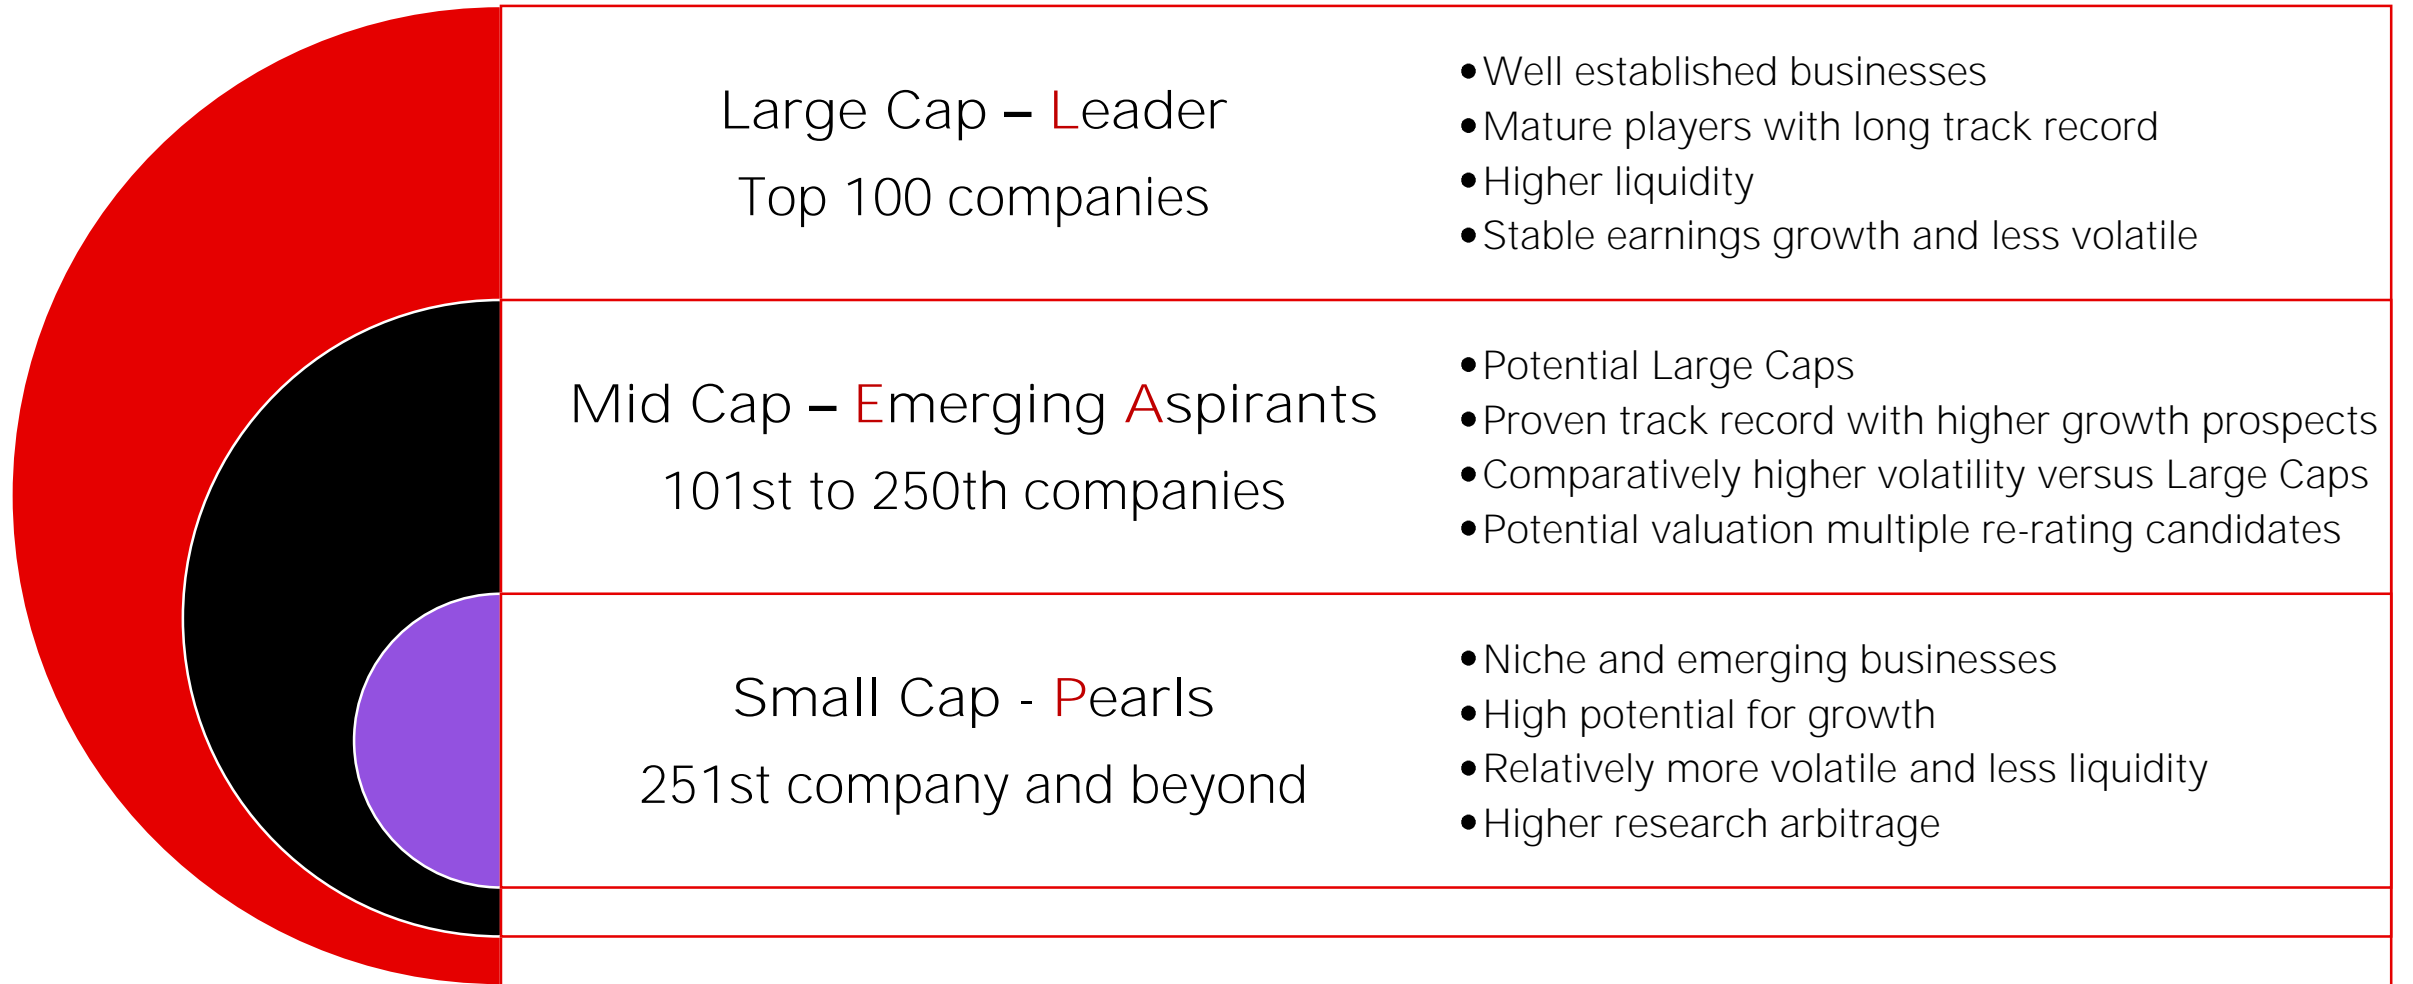 Large Cap – Leader
Top 100 companies
•Well established businesses
•Mature players with long track record
•Higher liquidity
•Stable earnings growth and less volatile
Mid Cap – Emerging Aspirants
101st to 250th companies
•Potential Large Caps
•Proven track record with higher growth prospects
•Comparatively higher volatility versus Large Caps
•Potential valuation multiple re-rating candidates
Small Cap - Pearls
251st company and beyond
•Niche and emerging businesses
•High potential for growth
•Relatively more volatile and less liquidity
•Higher research arbitrage